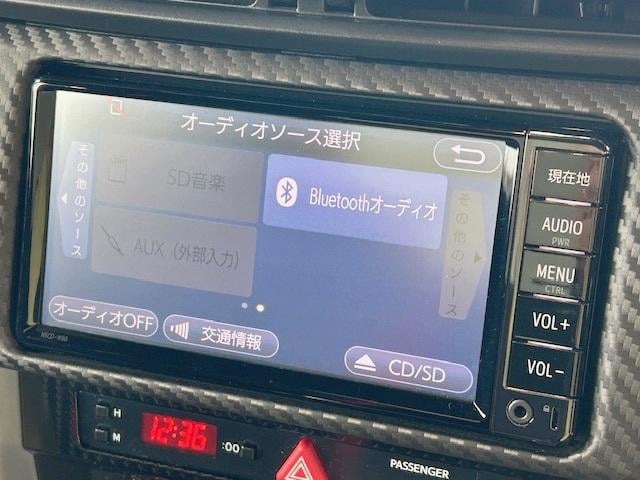 オーディオソース選択
その他のソース
SD音楽
Bluetoothオーディオ
その他のソース
AUX（外部入力）
オーディオOFF
交通情報
CD/SD
現在地
AUDIO
PWR
MENU
CTRL
VOL+
VOL-
H
M
12:36
:00
PASSENGER